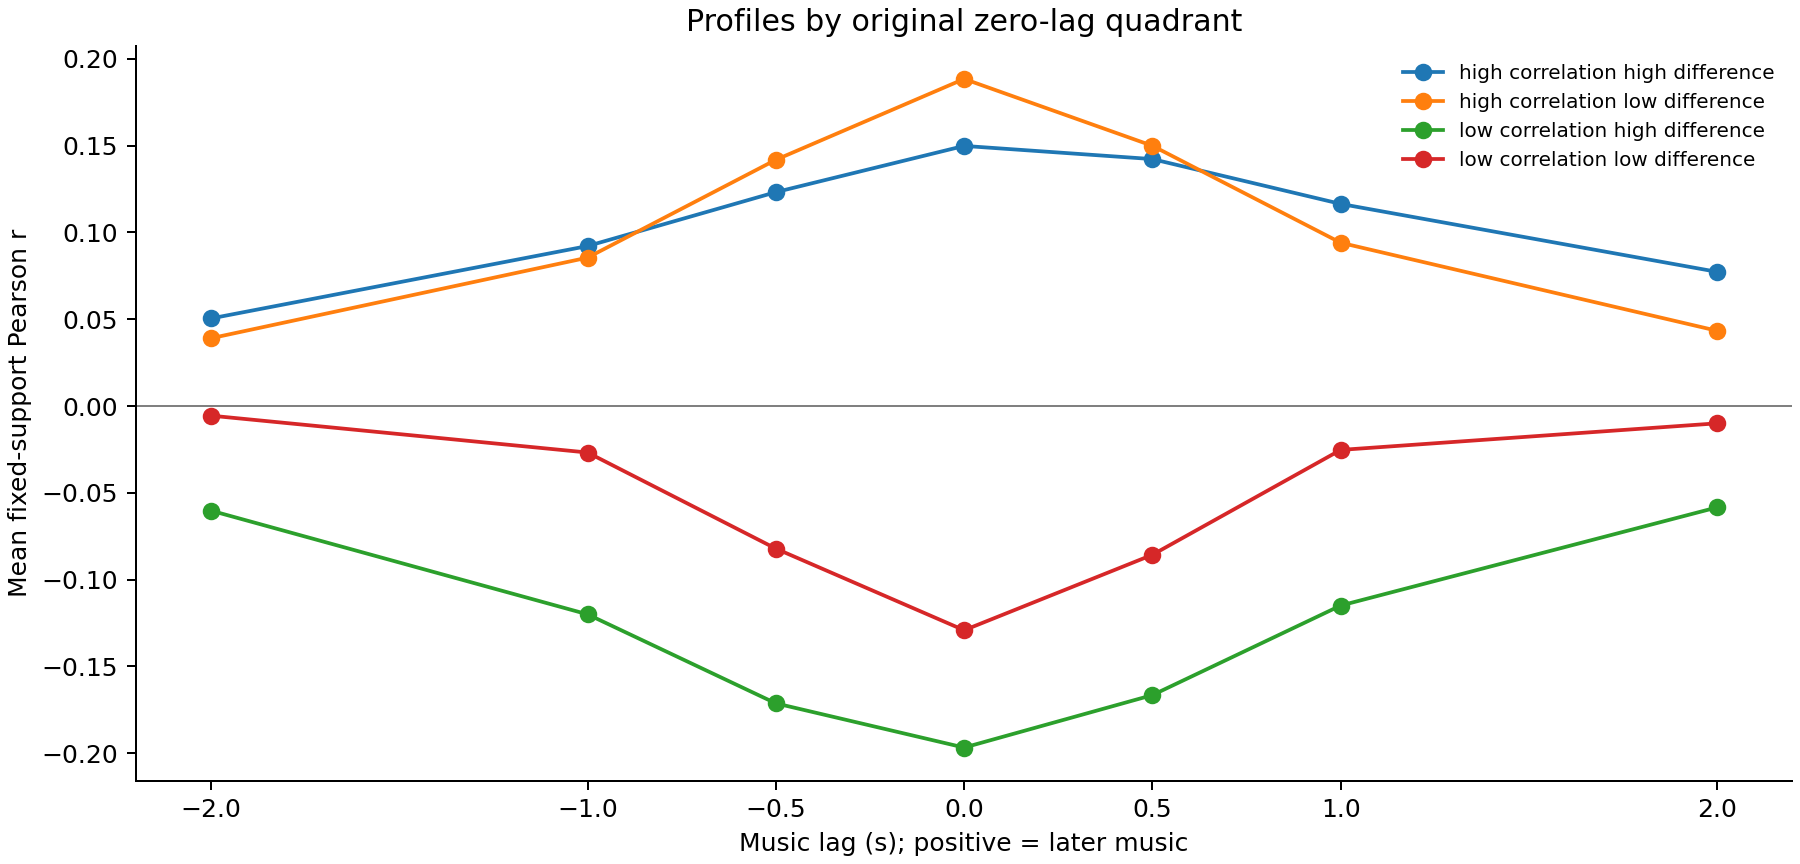 Profiles by original zero-lag quadrant
high correlation high difference
high correlation low difference
low correlation high difference
low correlation low difference
Mean fixed-support Pearson r
0.20
0.15
0.10
0.05
0.00
−0.05
−0.10
−0.15
−0.20
−2.0 −1.0 −0.5 0.0 0.5 1.0 2.0
Music lag (s); positive = later music